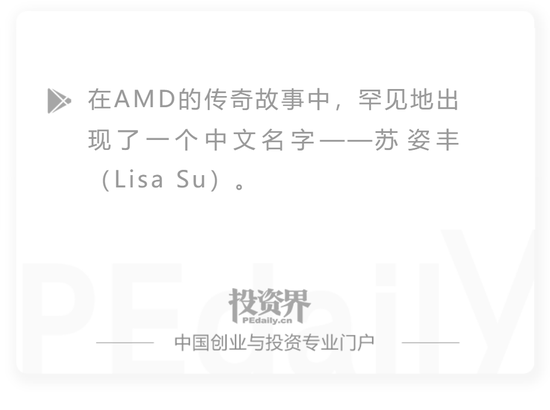 在AMD的传奇故事中，罕见地出
现了一个中文名字——苏姿丰
（Lisa Su）。
投资界
PEdaily.cn
中国创业与投资专业门户
PEdaily